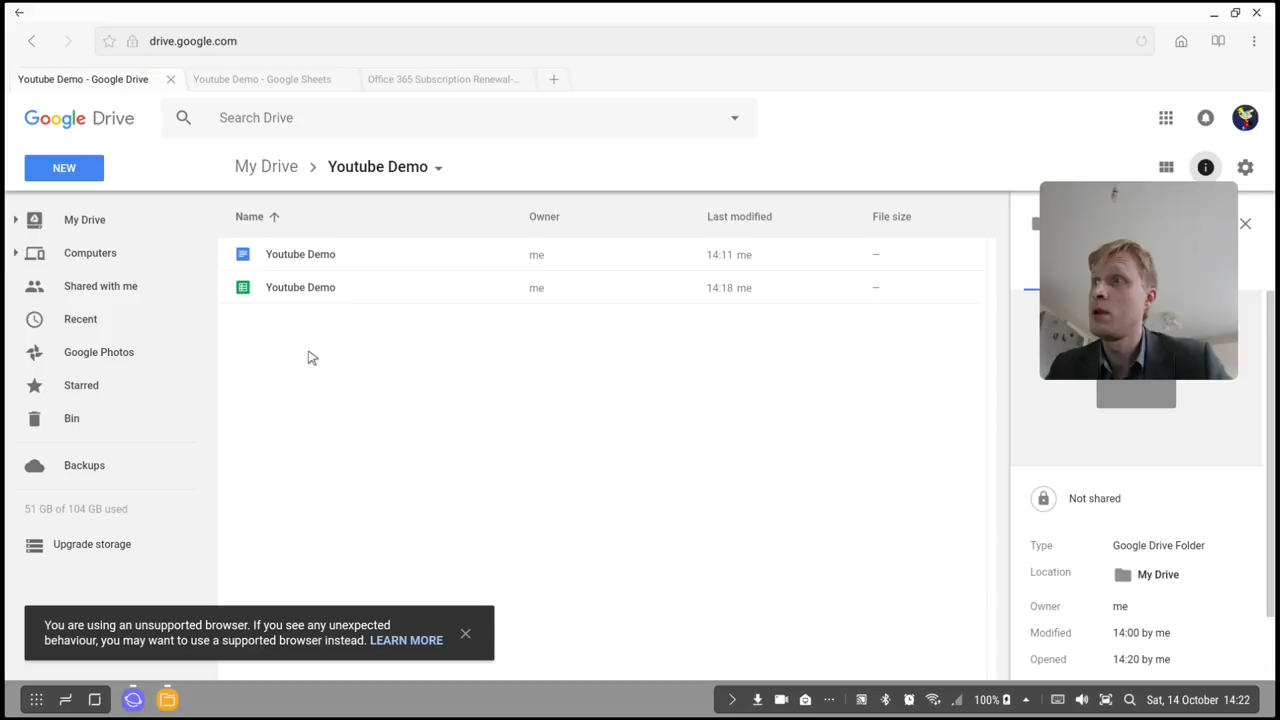 drive.google.com
Youtube Demo - Google Drive
Youtube Demo - Google Sheets
Office 365 Subscription Renewal-...
Google Drive
Search Drive
NEW
My Drive > Youtube Demo
Name
Owner
Last modified
File size
My Drive
Computers
Shared with me
Recent
Google Photos
Starred
Bin
Backups
51 GB of 104 GB used
Upgrade storage
Youtube Demo
me
14:11 me
–
Youtube Demo
me
14:18 me
–
Not shared
Type
Google Drive Folder
Location
My Drive
Owner
me
Modified
14:00 by me
Opened
14:20 by me
You are using an unsupported browser. If you see any unexpected
behaviour, you may want to use a supported browser instead. LEARN MORE
100%
Sat, 14 October 14:22